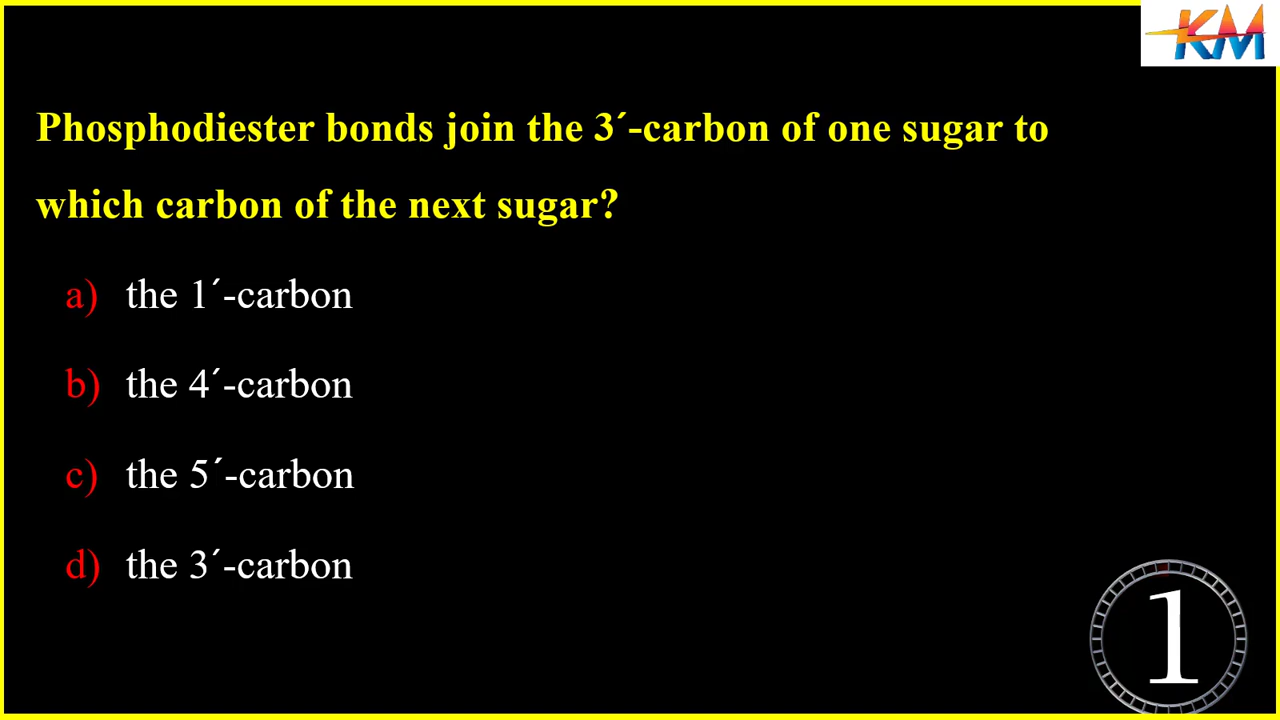 KM
Phosphodiester bonds join the 3´-carbon of one sugar to
which carbon of the next sugar?
a) the 1´-carbon
b) the 4´-carbon
c) the 5´-carbon
d) the 3´-carbon
1